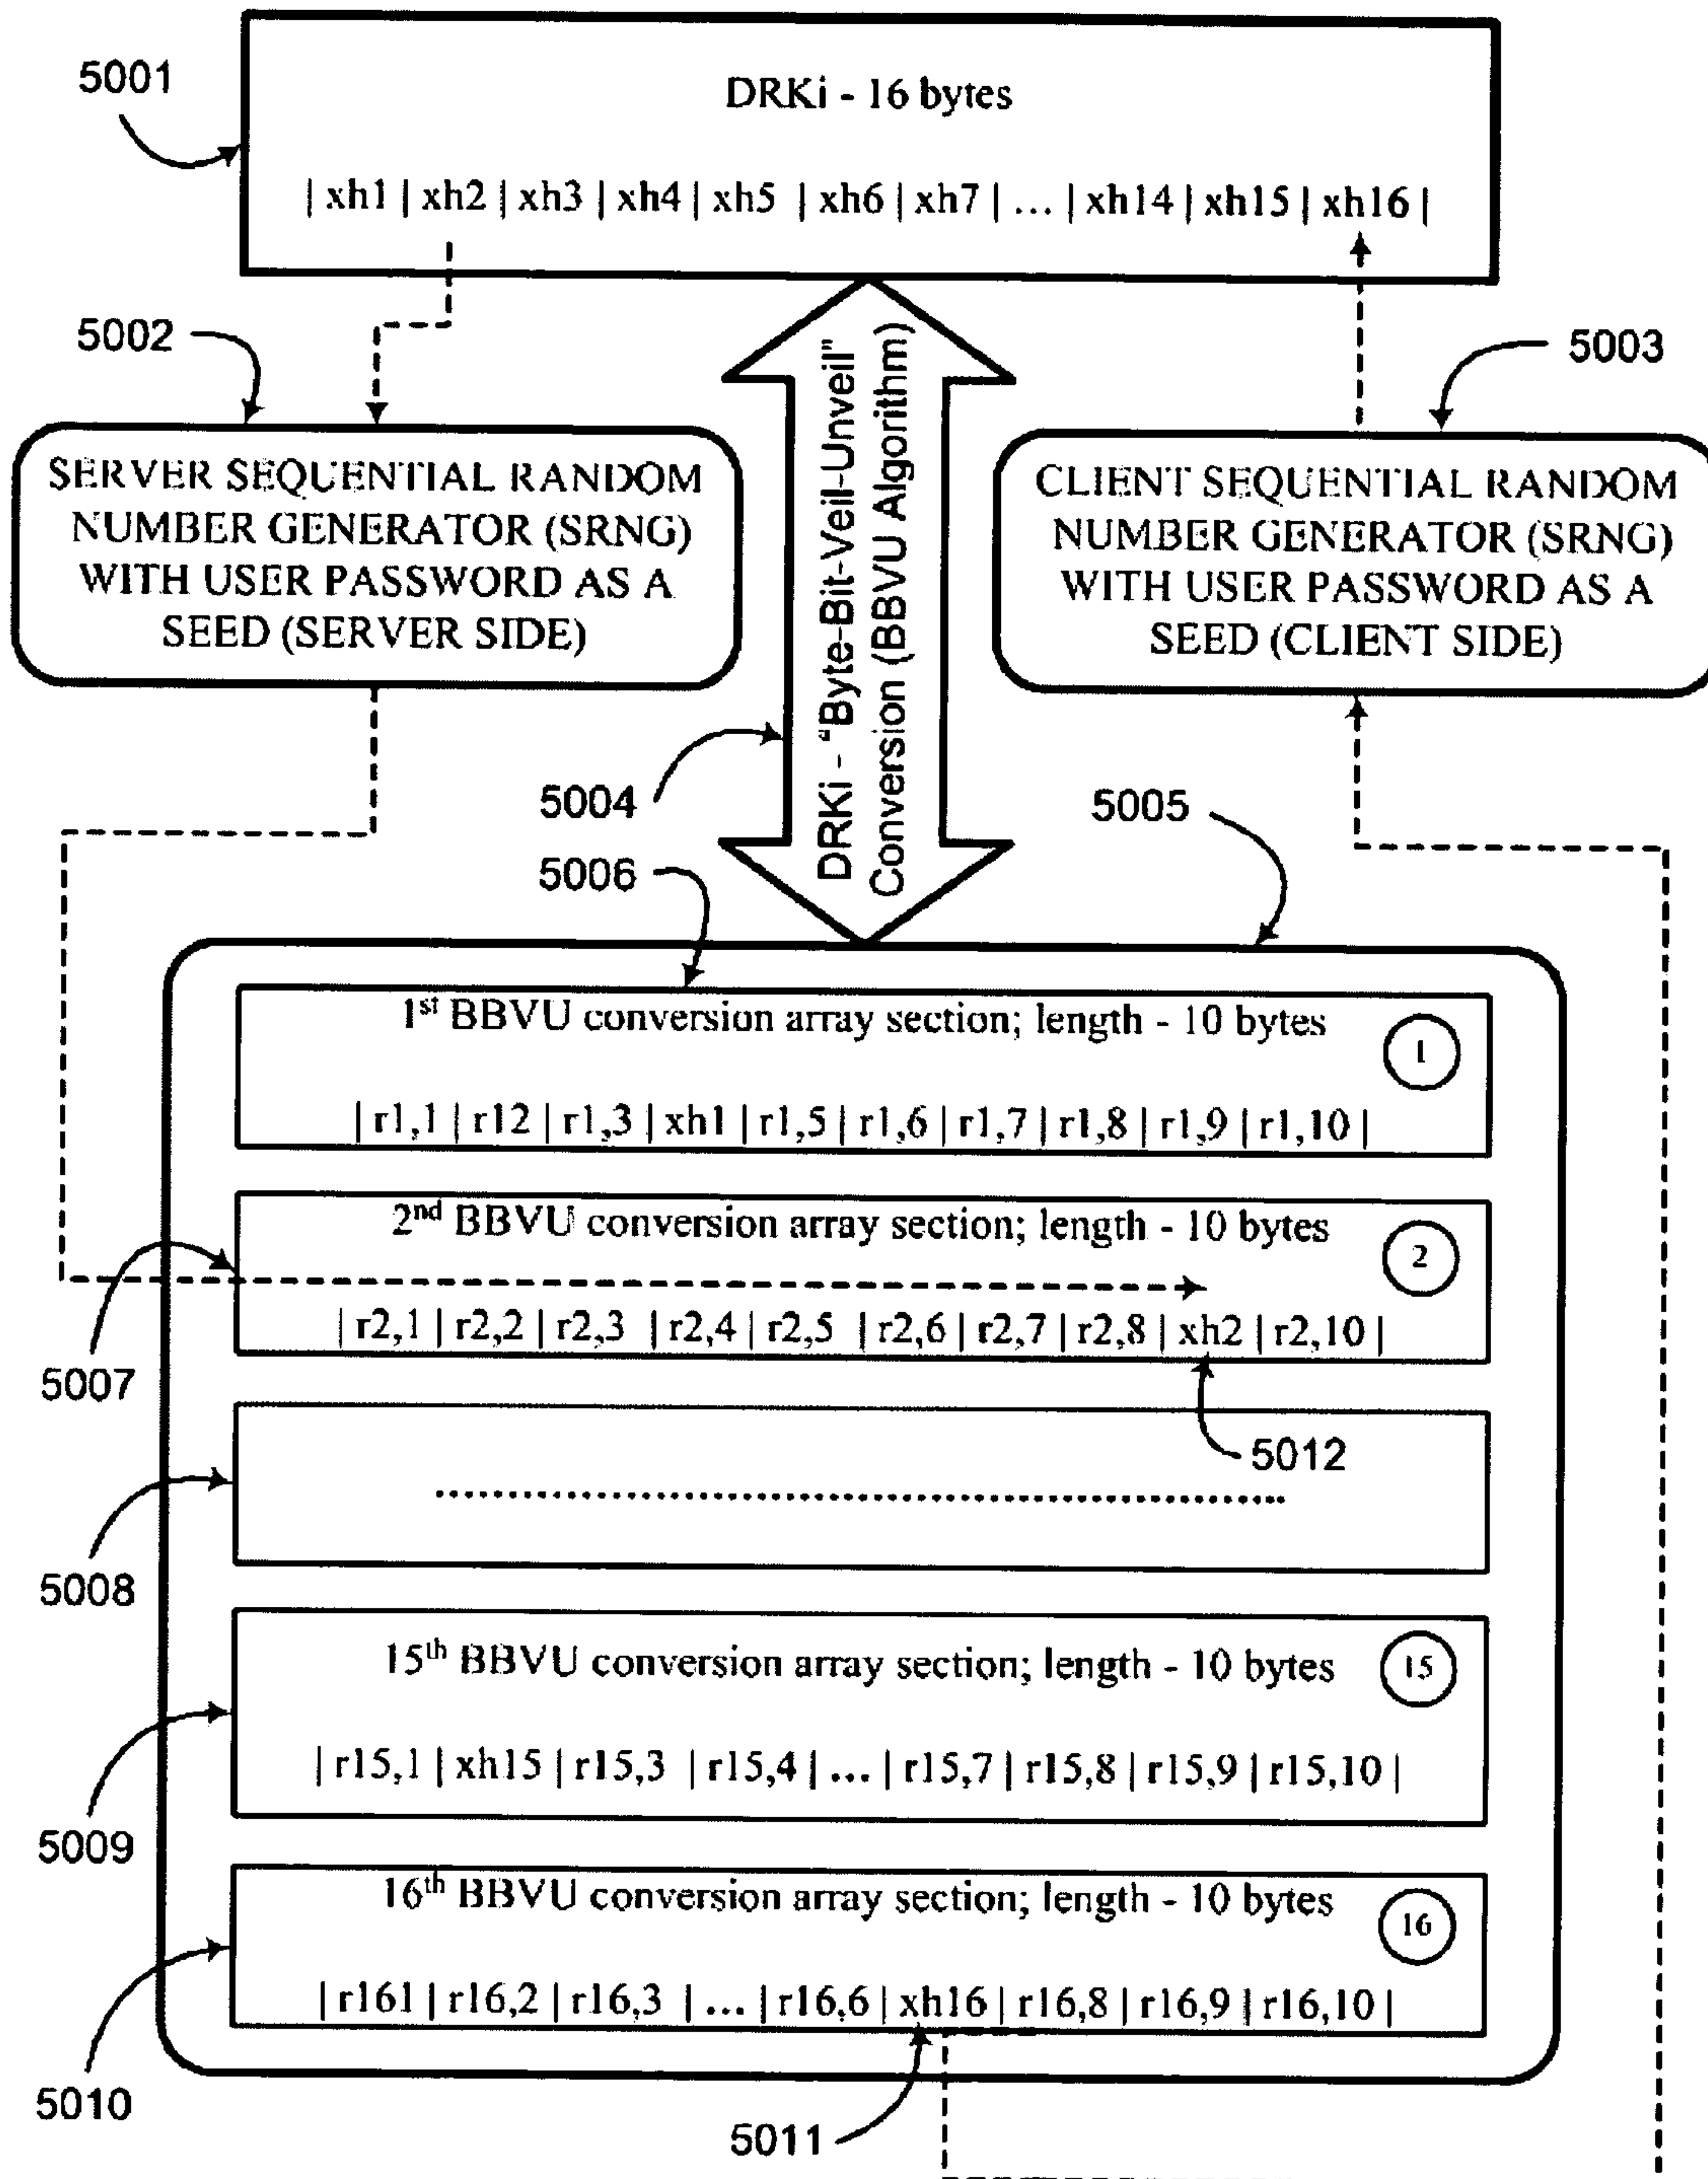 5001
DRKi - 16 bytes
| xh1 | xh2 | xh3 | xh4 | xh5 | xh6 | xh7 | ... | xh14 | xh15 | xh16 |
5002
5003
SERVER SEQUENTIAL RANDOM
NUMBER GENERATOR (SRNG)
WITH USER PASSWORD AS A
SEED (SERVER SIDE)
DRKi - "Byte-Bit-Veil-Unveil"
Conversion (BBVU Algorithm)
CLIENT SEQUENTIAL RANDOM
NUMBER GENERATOR (SRNG)
WITH USER PASSWORD AS A
SEED (CLIENT SIDE)
5004
5005
5006
1st BBVU conversion array section; length - 10 bytes
1
| r1,1 | r12 | r1,3 | xh1 | r1,5 | r1,6 | r1,7 | r1,8 | r1,9 | r1,10 |
2nd BBVU conversion array section; length - 10 bytes
2
| r2,1 | r2,2 | r2,3 | r2,4 | r2,5 | r2,6 | r2,7 | r2,8 | xh2 | r2,10 |
5007
5012
5008
15th BBVU conversion array section; length - 10 bytes
15
| r15,1 | xh15 | r15,3 | r15,4 | ... | r15,7 | r15,8 | r15,9 | r15,10 |
5009
16th BBVU conversion array section; length - 10 bytes
16
| r161 | r16,2 | r16,3 | ... | r16,6 | xh16 | r16,8 | r16,9 | r16,10 |
5010
5011